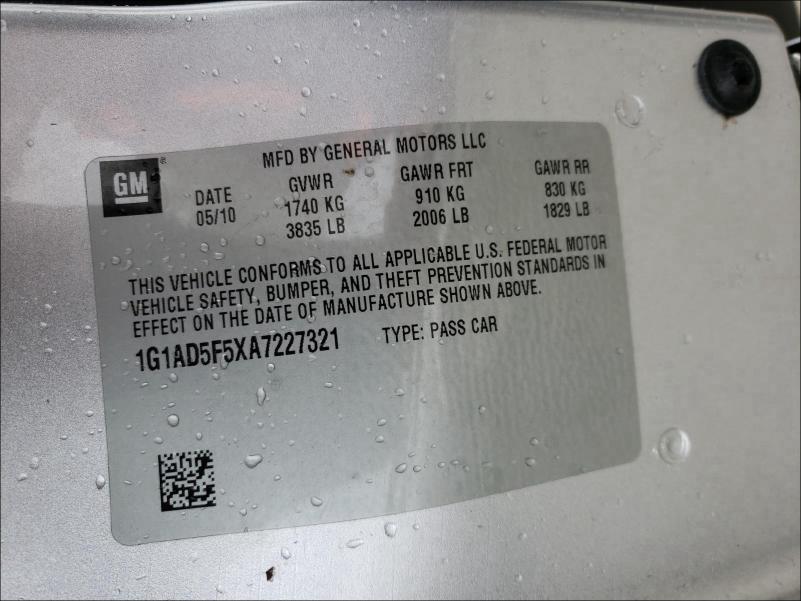 GM
MFD BY GENERAL MOTORS LLC
DATE GVWR GAWR FRT GAWR RR
05/10 1740 KG 910 KG 830 KG
3835 LB 2006 LB 1829 LB
THIS VEHICLE CONFORMS TO ALL APPLICABLE U.S. FEDERAL MOTOR
VEHICLE SAFETY, BUMPER, AND THEFT PREVENTION STANDARDS IN
EFFECT ON THE DATE OF MANUFACTURE SHOWN ABOVE.
1G1AD5F5XA7227321 TYPE: PASS CAR